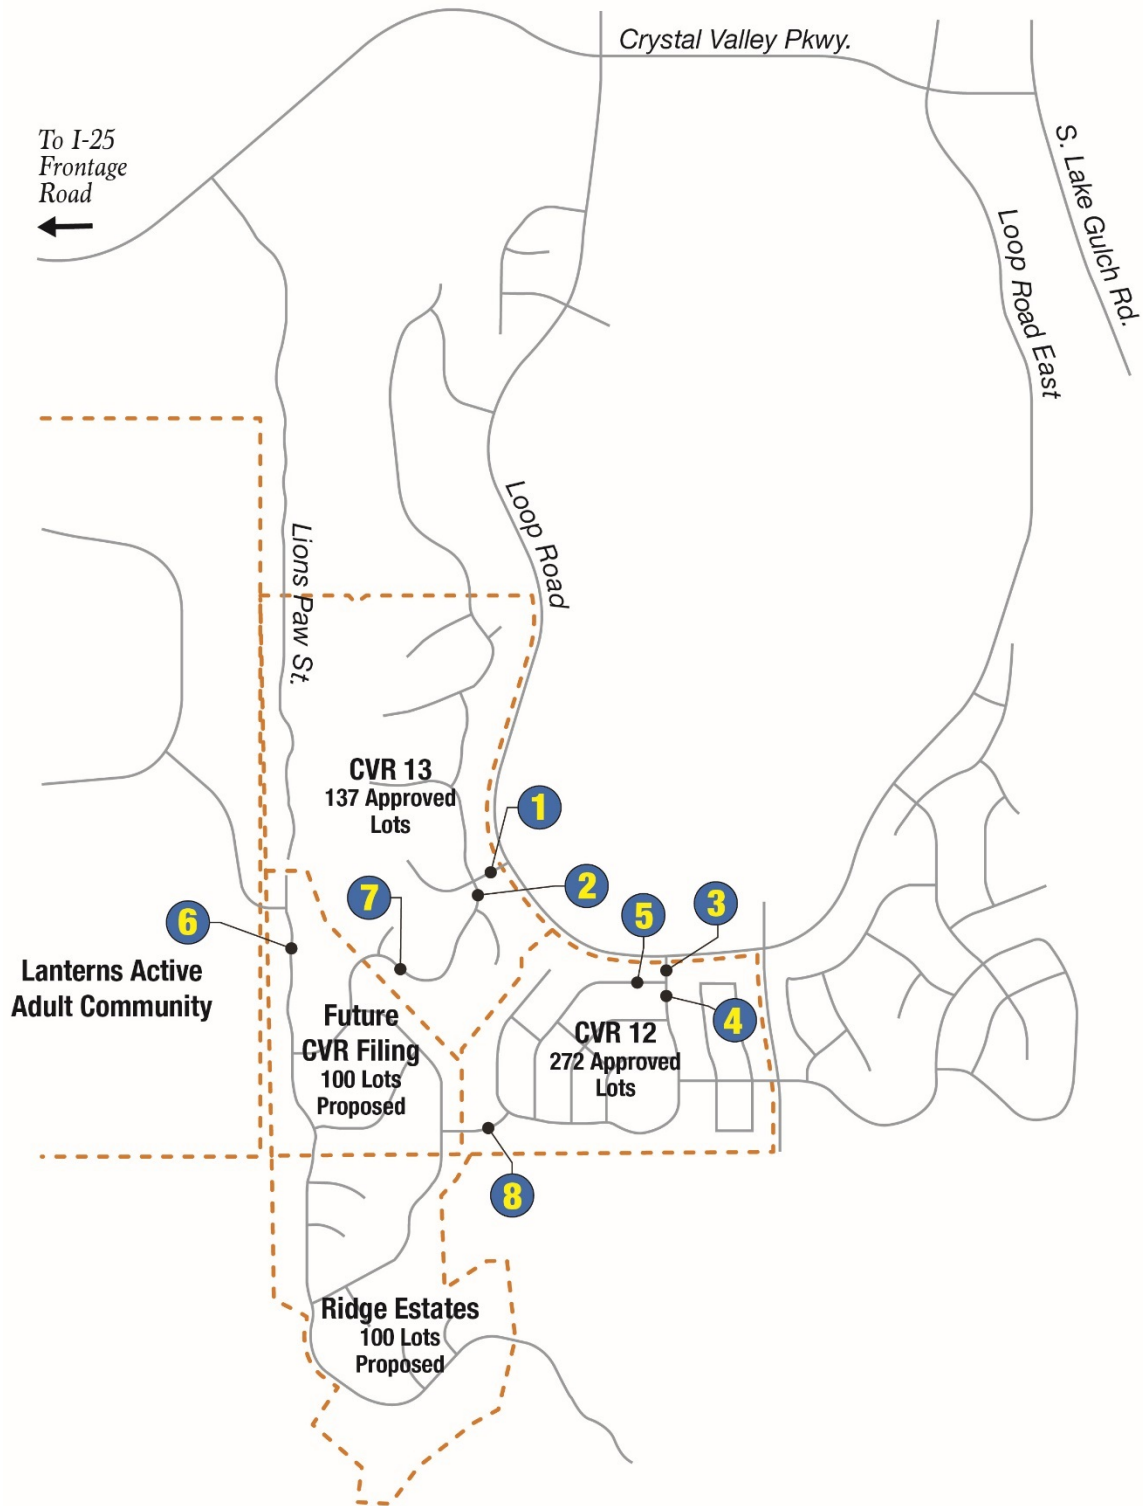 Crystal Valley Pkwy.
To I-25
Frontage
Road
S. Lake Gulch Rd.
Loop Road East
Loop Road
Lions Paw St.
CVR 13
137 Approved
Lots
1
2
7
5
3
6
4
Lanterns Active
Adult Community
Future
CVR Filing
100 Lots
Proposed
CVR 12
272 Approved
Lots
8
Ridge Estates
100 Lots
Proposed